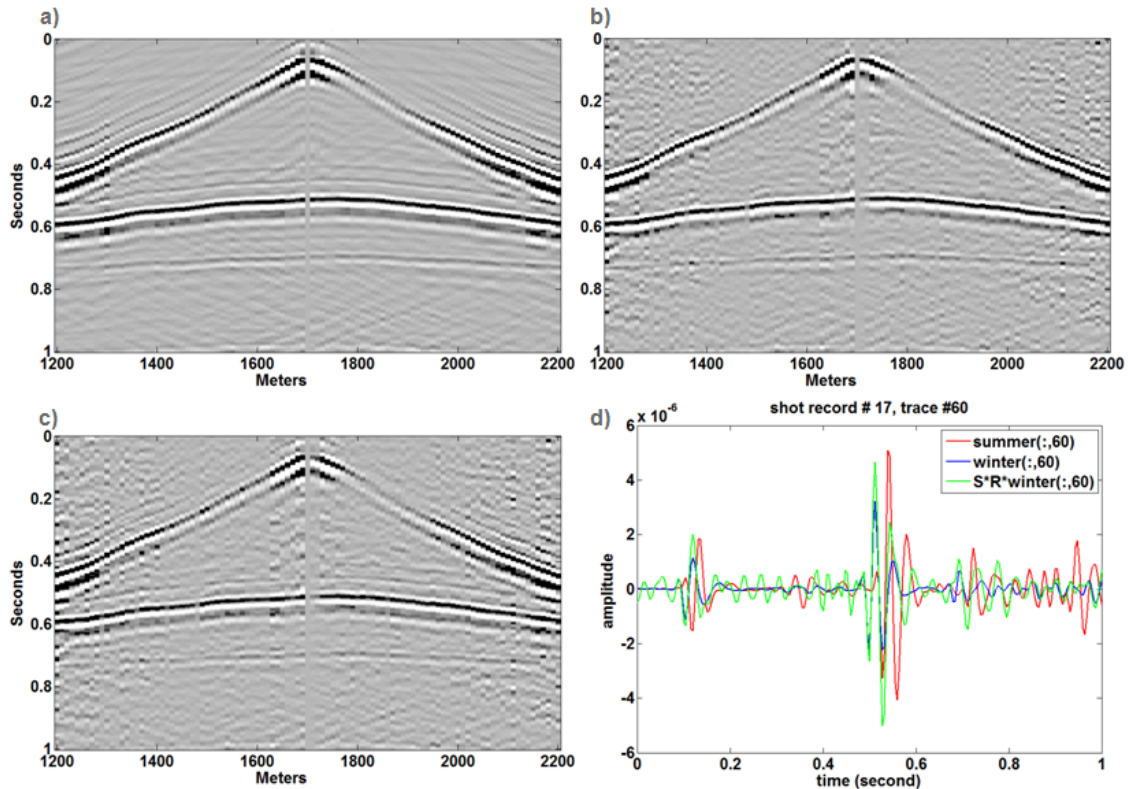 a)
0
0.2
0.4
0.6
0.8
1
Seconds
1200 1400 1600 1800 2000 2200
Meters
b)
0
0.2
0.4
0.6
0.8
1
1200 1400 1600 1800 2000 2200
Meters
c)
0
0.2
0.4
0.6
0.8
1
Seconds
1200 1400 1600 1800 2000 2200
Meters
d)
shot record # 17, trace #60
x 10^-6
6
4
2
0
-2
-4
-6
amplitude
summer(:,60)
winter(:,60)
S*R*winter(:,60)
0 0.2 0.4 0.6 0.8 1
time (second)